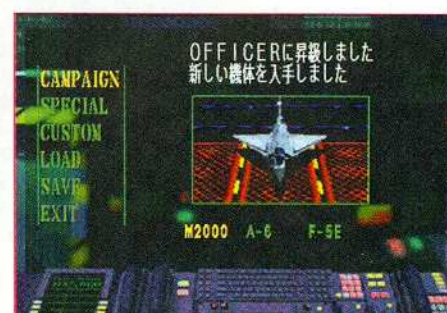 OFFICERに昇級しました
新しい機体を入手しました
CAMPAIGN
SPECIAL
CUSTOM
LOAD
SAVE
EXIT
M2000 A-6 F-5E